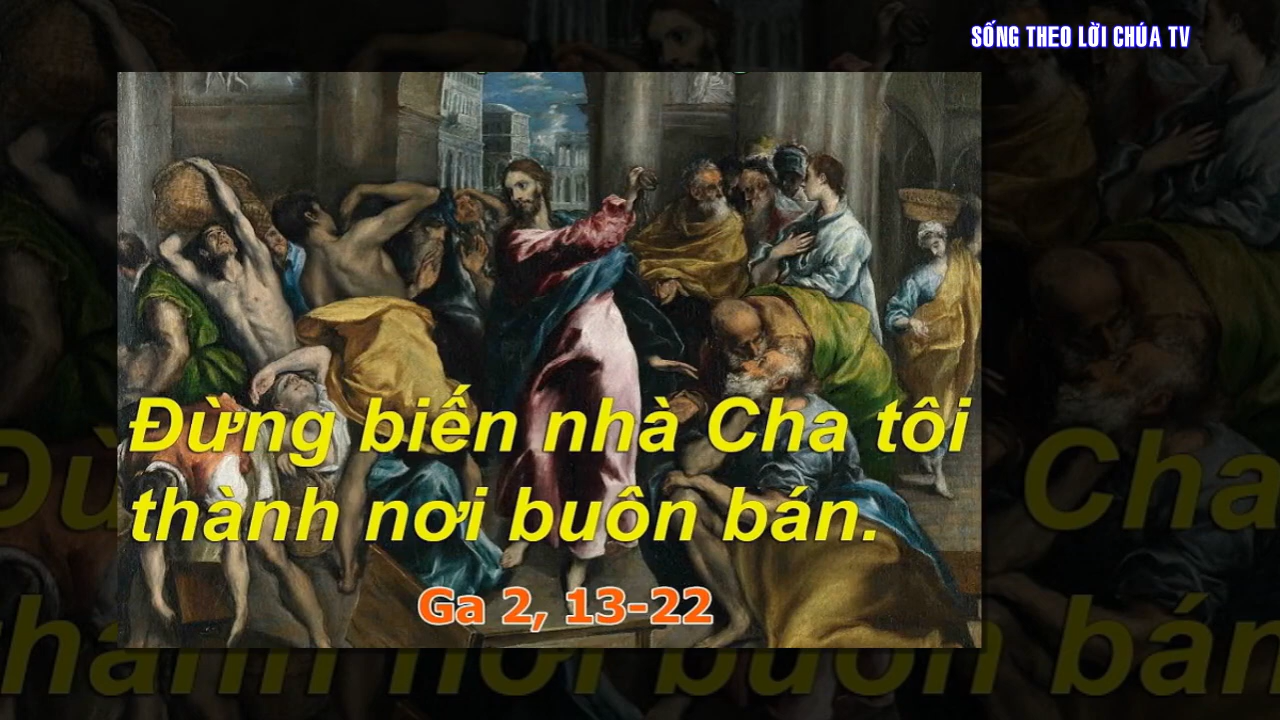 SỐNG THEO LỜI CHÚA TV
Đừng biến nhà Cha tôi
thành nơi buôn bán.
Ga 2, 13-22